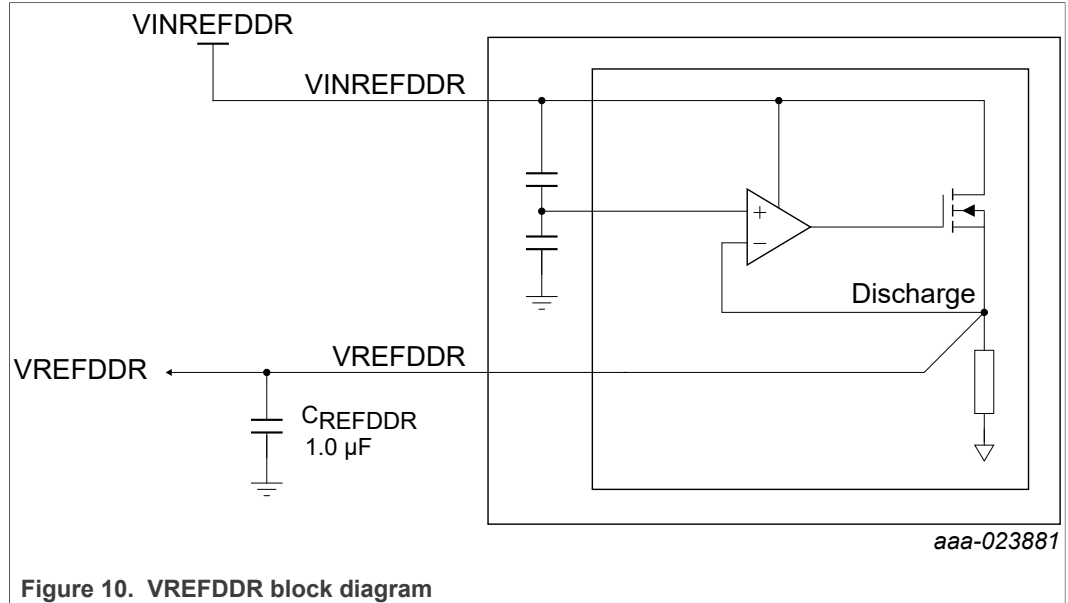 VINREFDDR
VINREFDDR
+
−
Discharge
VREFDDR
VREFDDR
CREFDDR
1.0 µF
aaa-023881
Figure 10. VREFDDR block diagram